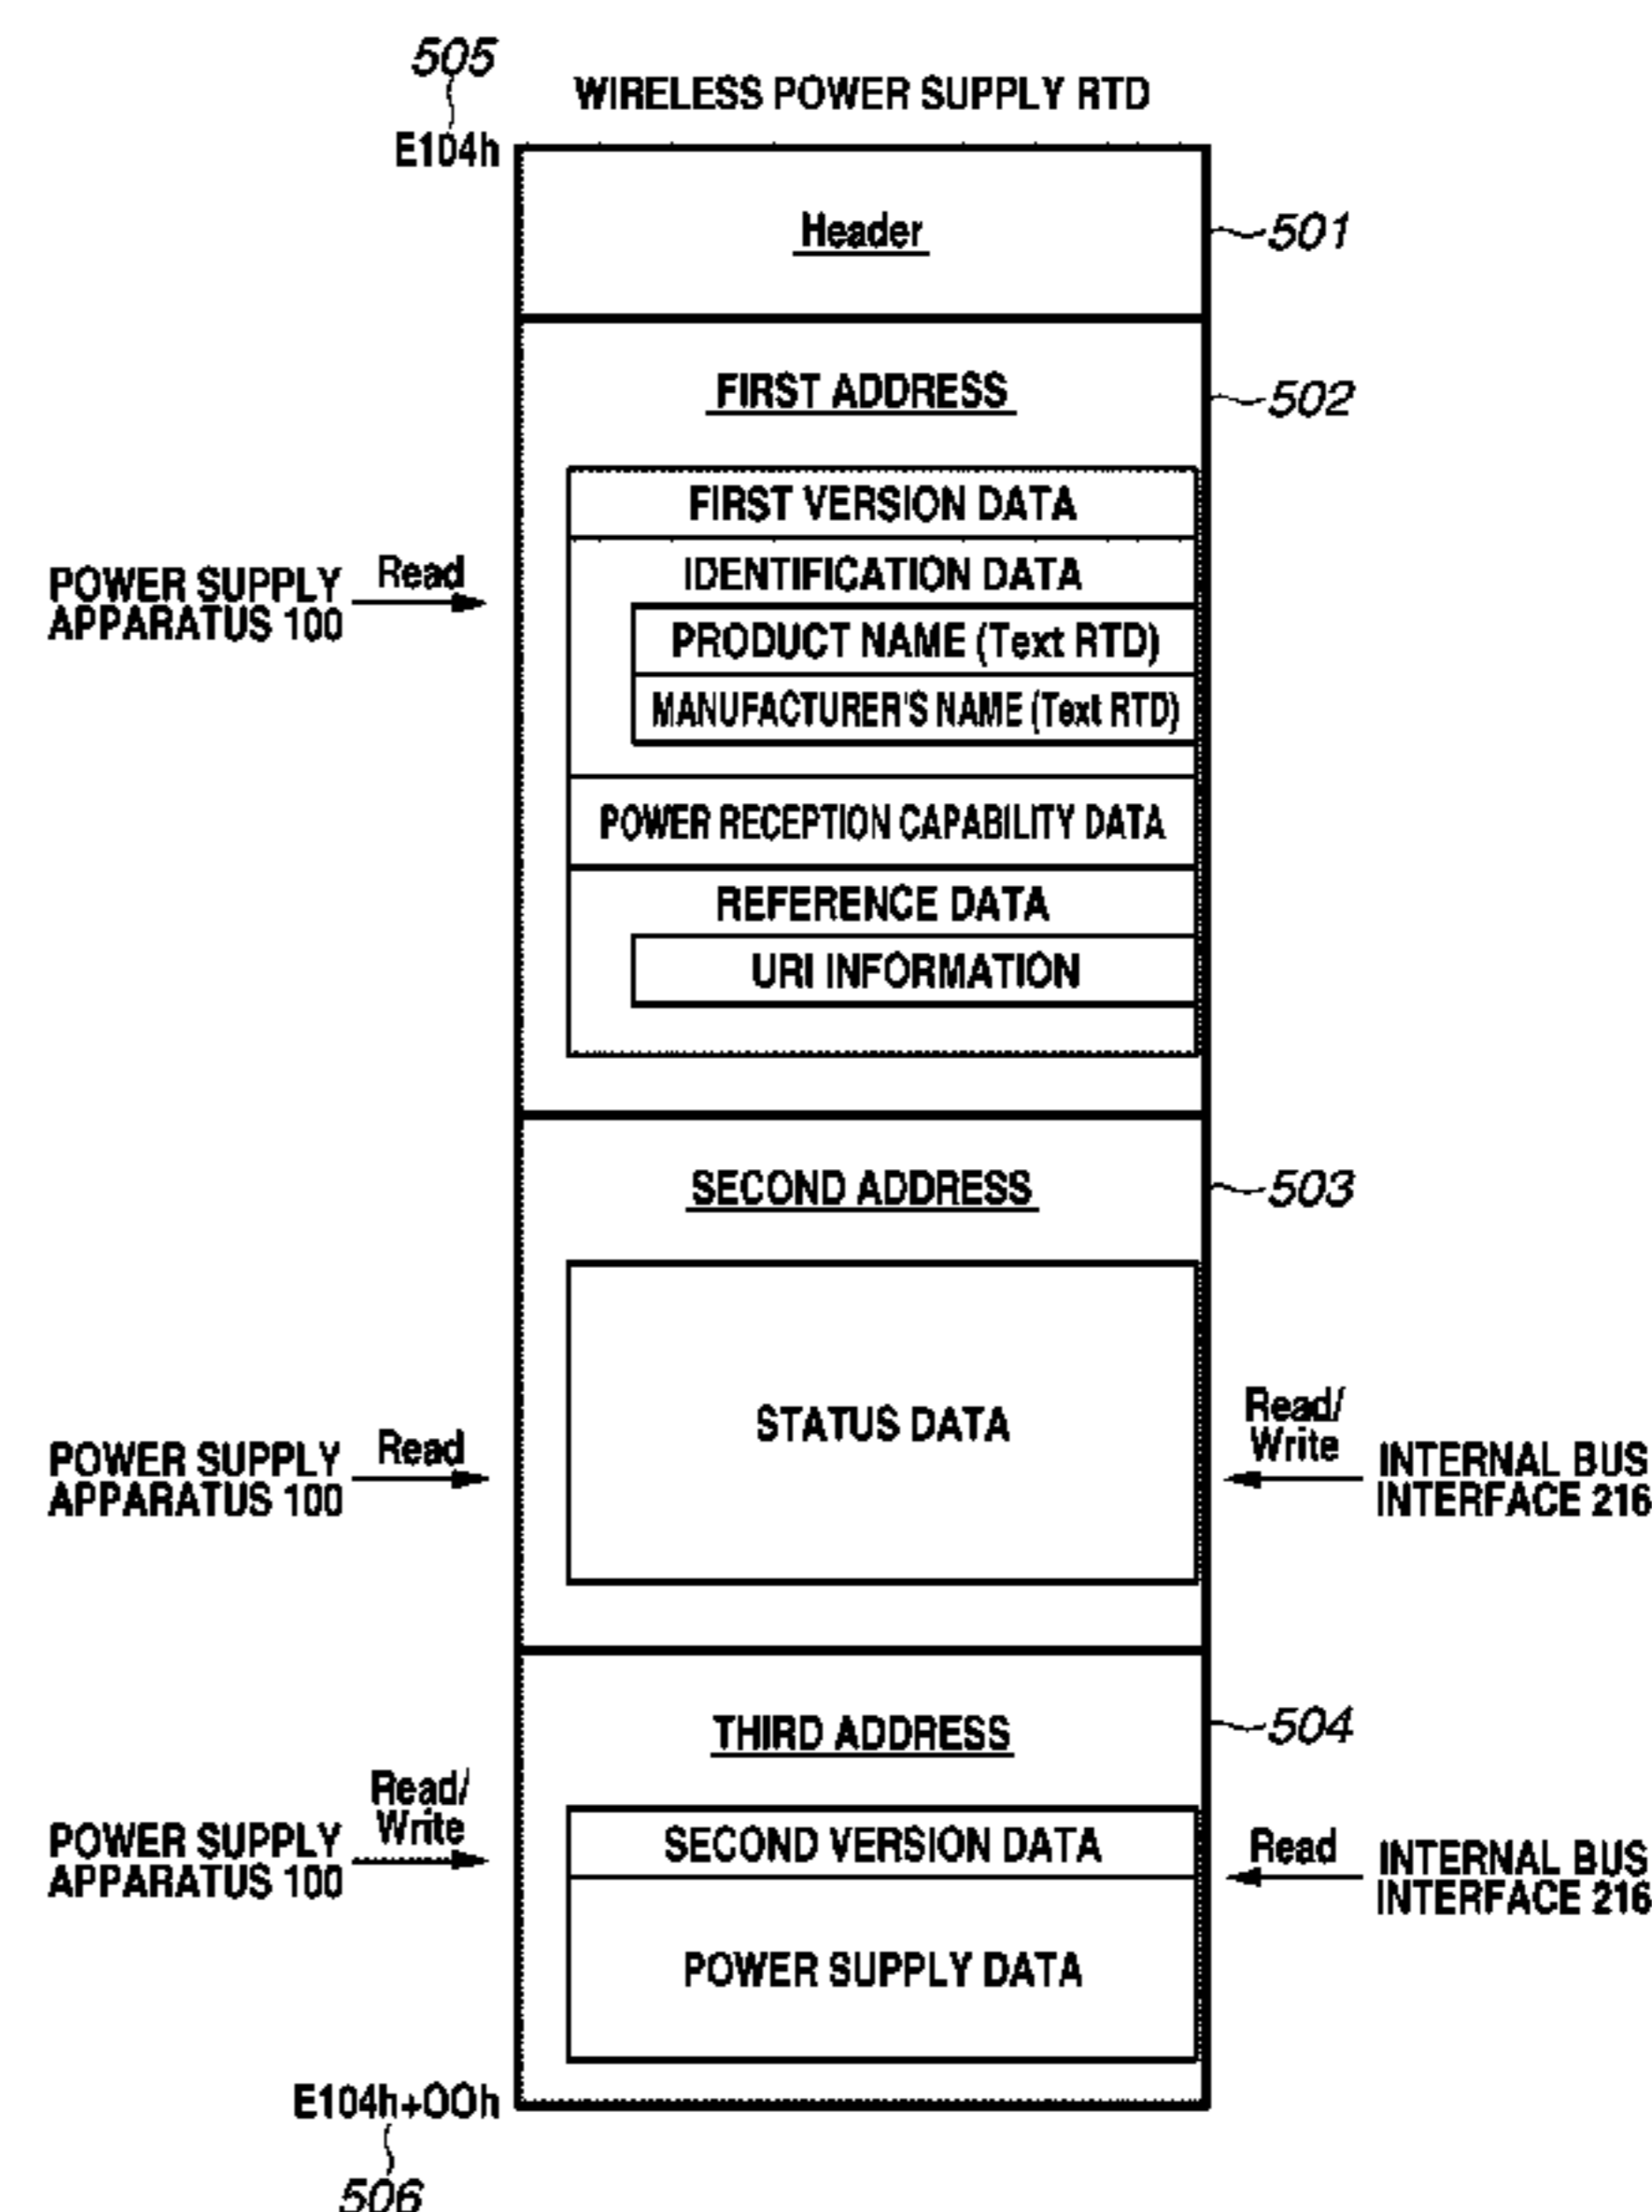 505
WIRELESS POWER SUPPLY RTD
E104h
Header
501
FIRST ADDRESS
502
FIRST VERSION DATA
IDENTIFICATION DATA
POWER SUPPLY
APPARATUS 100
Read
PRODUCT NAME (Text RTD)
MANUFACTURER'S NAME (Text RTD)
POWER RECEPTION CAPABILITY DATA
REFERENCE DATA
URI INFORMATION
SECOND ADDRESS
503
POWER SUPPLY
APPARATUS 100
Read
STATUS DATA
Read/
Write
INTERNAL BUS
INTERFACE 216
THIRD ADDRESS
504
POWER SUPPLY
APPARATUS 100
Read/
Write
SECOND VERSION DATA
Read
INTERNAL BUS
INTERFACE 216
POWER SUPPLY DATA
E104h+OOh
506